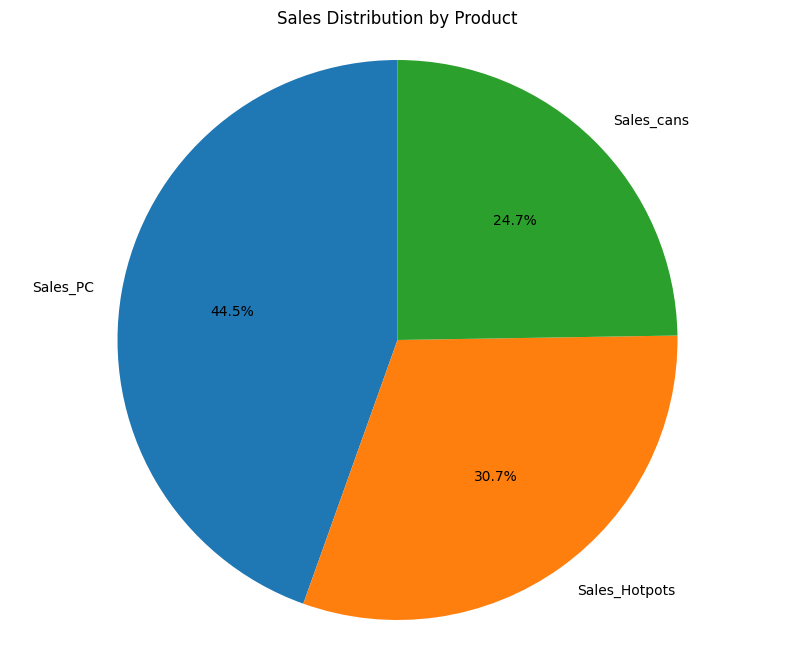 Sales Distribution by Product
Sales_cans
24.7%
Sales_PC
44.5%
30.7%
Sales_Hotpots